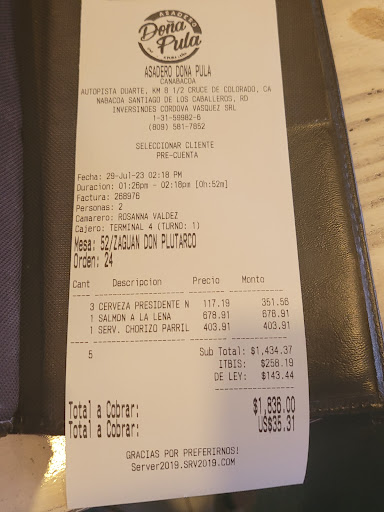 ASADERO
Doña
Pula
ASADERO DONA PULA
CANABACOA
AUTOPISTA DUARTE, KM 8 1/2 CRUCE DE COLORADO, CA
NABACOA SANTIAGO DE LOS CABALLEROS, RD
INVERSINOES CORDOVA VASQUEZ SRL
1-31-59982-6
(809) 581-7852
SELECCIONAR CLIENTE
PRE-CUENTA
Fecha: 29-Jul-23 02:18 PM
Duracion: 01:26pm - 02:18pm [0h:52m]
Factura: 268976
Personas: 2
Camarero: ROSANNA VALDEZ
Cajero: TERMINAL 4 (TURNO: 1)
Mesa: 52/ZAGUAN DON PLUTARCO
Orden: 24
Cant Descripcion Precio Monto
3 CERVEZA PRESIDENTE N 117.19 351.56
1 SALMON A LA LENA 678.91 678.91
1 SERV. CHORIZO PARRIL 403.91 403.91
5 Sub Total: $1,434.37
ITBIS: $258.19
DE LEY: $143.44
Total a Cobrar: $1,836.00
Total a Cobrar: US$35.31
GRACIAS POR PREFERIRNOS!
Server2019.SRV2019.COM